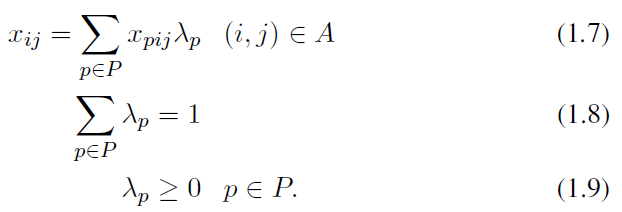 x_{ij} = \sum_{p \in P} x_{pij} \lambda_p \quad (i, j) \in A \quad (1.7)
\sum_{p \in P} \lambda_p = 1 \quad (1.8)
\lambda_p \geq 0 \quad p \in P. \quad (1.9)